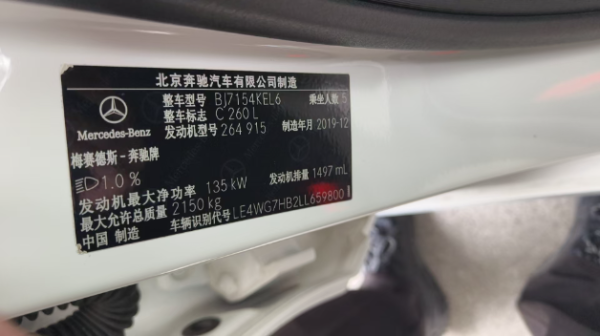 北京奔驰汽车有限公司制造
整车型号 BJ7154KEL6 乘坐人数 5
整车标志 C 260 L
发动机型号 264 915 制造年月 2019-12
Mercedes-Benz
梅赛德斯-奔驰牌
1.0 %
发动机最大净功率 135 kW 发动机排量 1497 mL
最大允许总质量 2150 kg
中国 制造 车辆识别代号 LE4WG7HB2LL659800